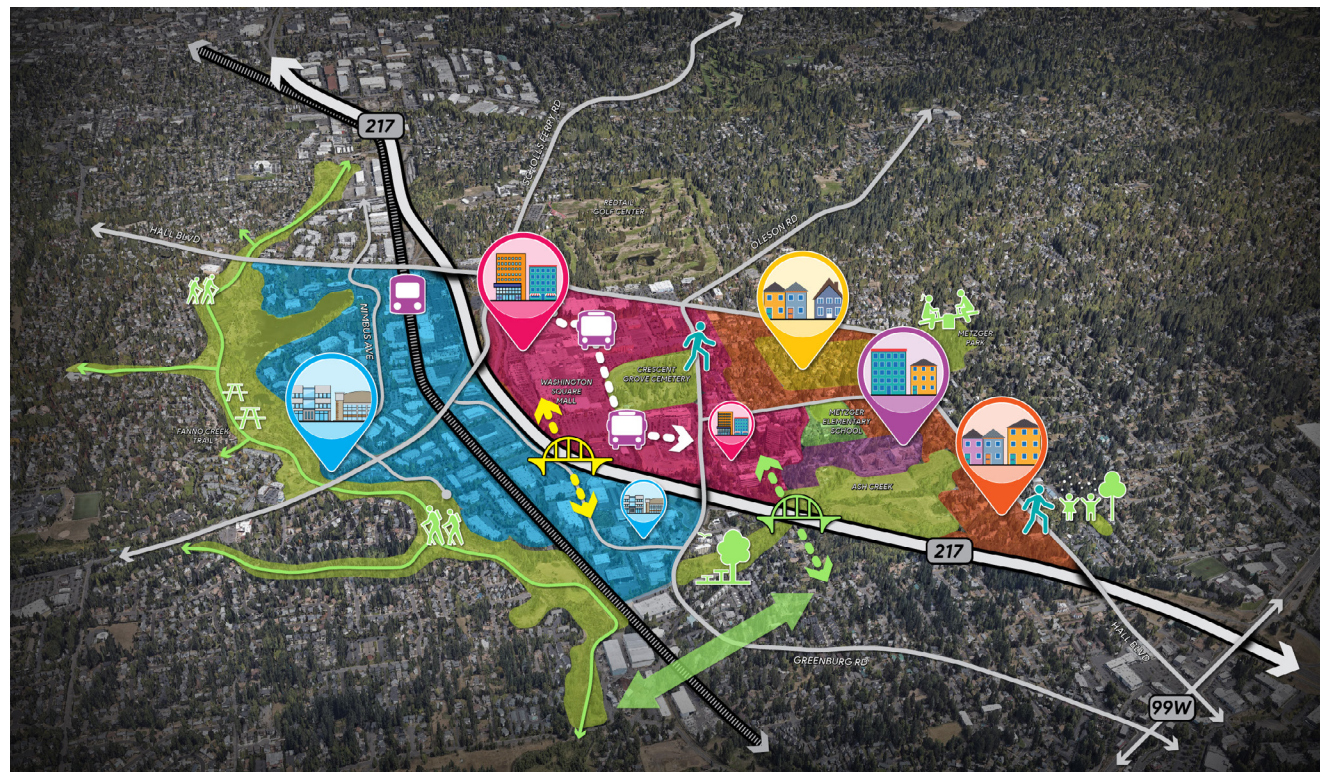 217
SCHOLLS FERRY RD
REDTAIL
GOLF CENTER
OLESON RD
HALL BLVD
NIMBUS AVE
METZGER
PARK
WASHINGTON
SQUARE
MALL
CRESCENT
GROVE CEMETERY
METZGER
ELEMENTARY
SCHOOL
FANNO CREEK
TRAIL
ASH CREEK
217
HALL BLVD
GREENBURG RD
99W